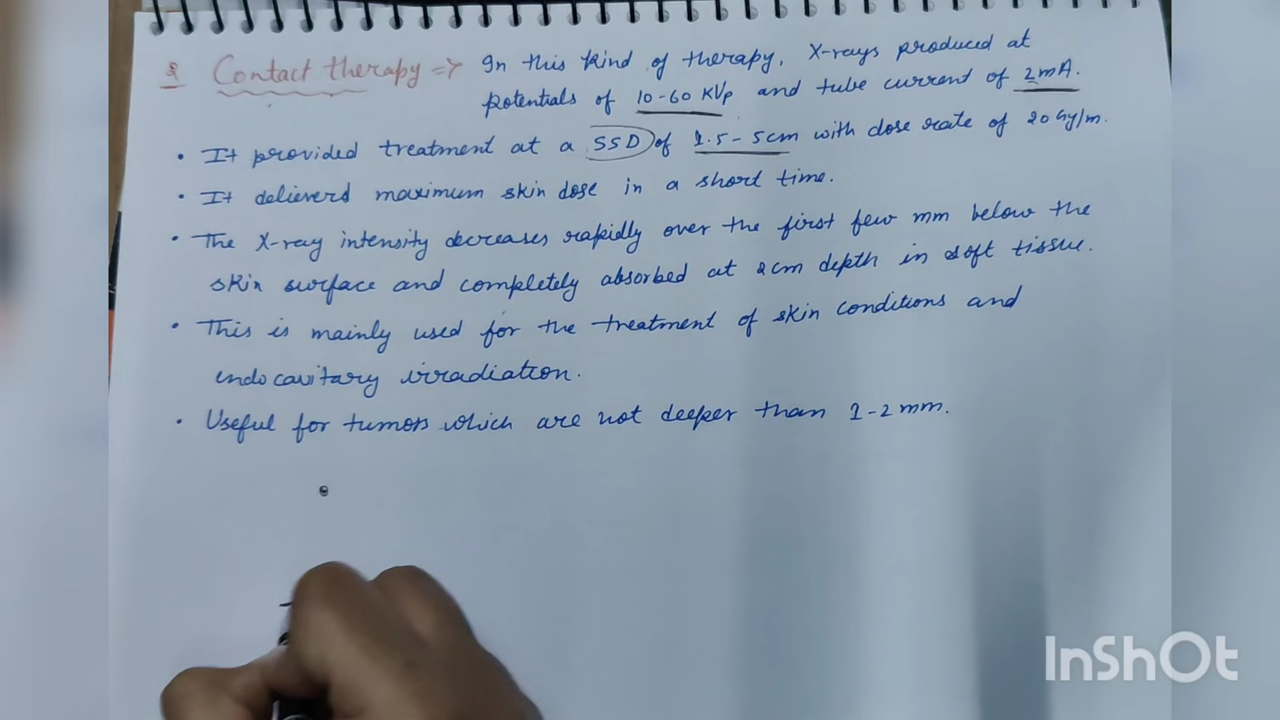 2 Contact therapy => In this kind of therapy, X-rays produced at
potentials of 10-60 KVp and tube current of 2mA.
• It provided treatment at a SSD of 1.5-5cm with dose rate of 20 Gy/m.
• It delieverd maximum skin dose in a short time.
• The X-ray intensity decreases rapidly over the first few mm below the
skin surface and completely absorbed at 2cm depth in soft tissue.
• This is mainly used for the treatment of skin conditions and
endocavitary irradiation.
• Useful for tumors which are not deeper than 1-2mm.
InShOt